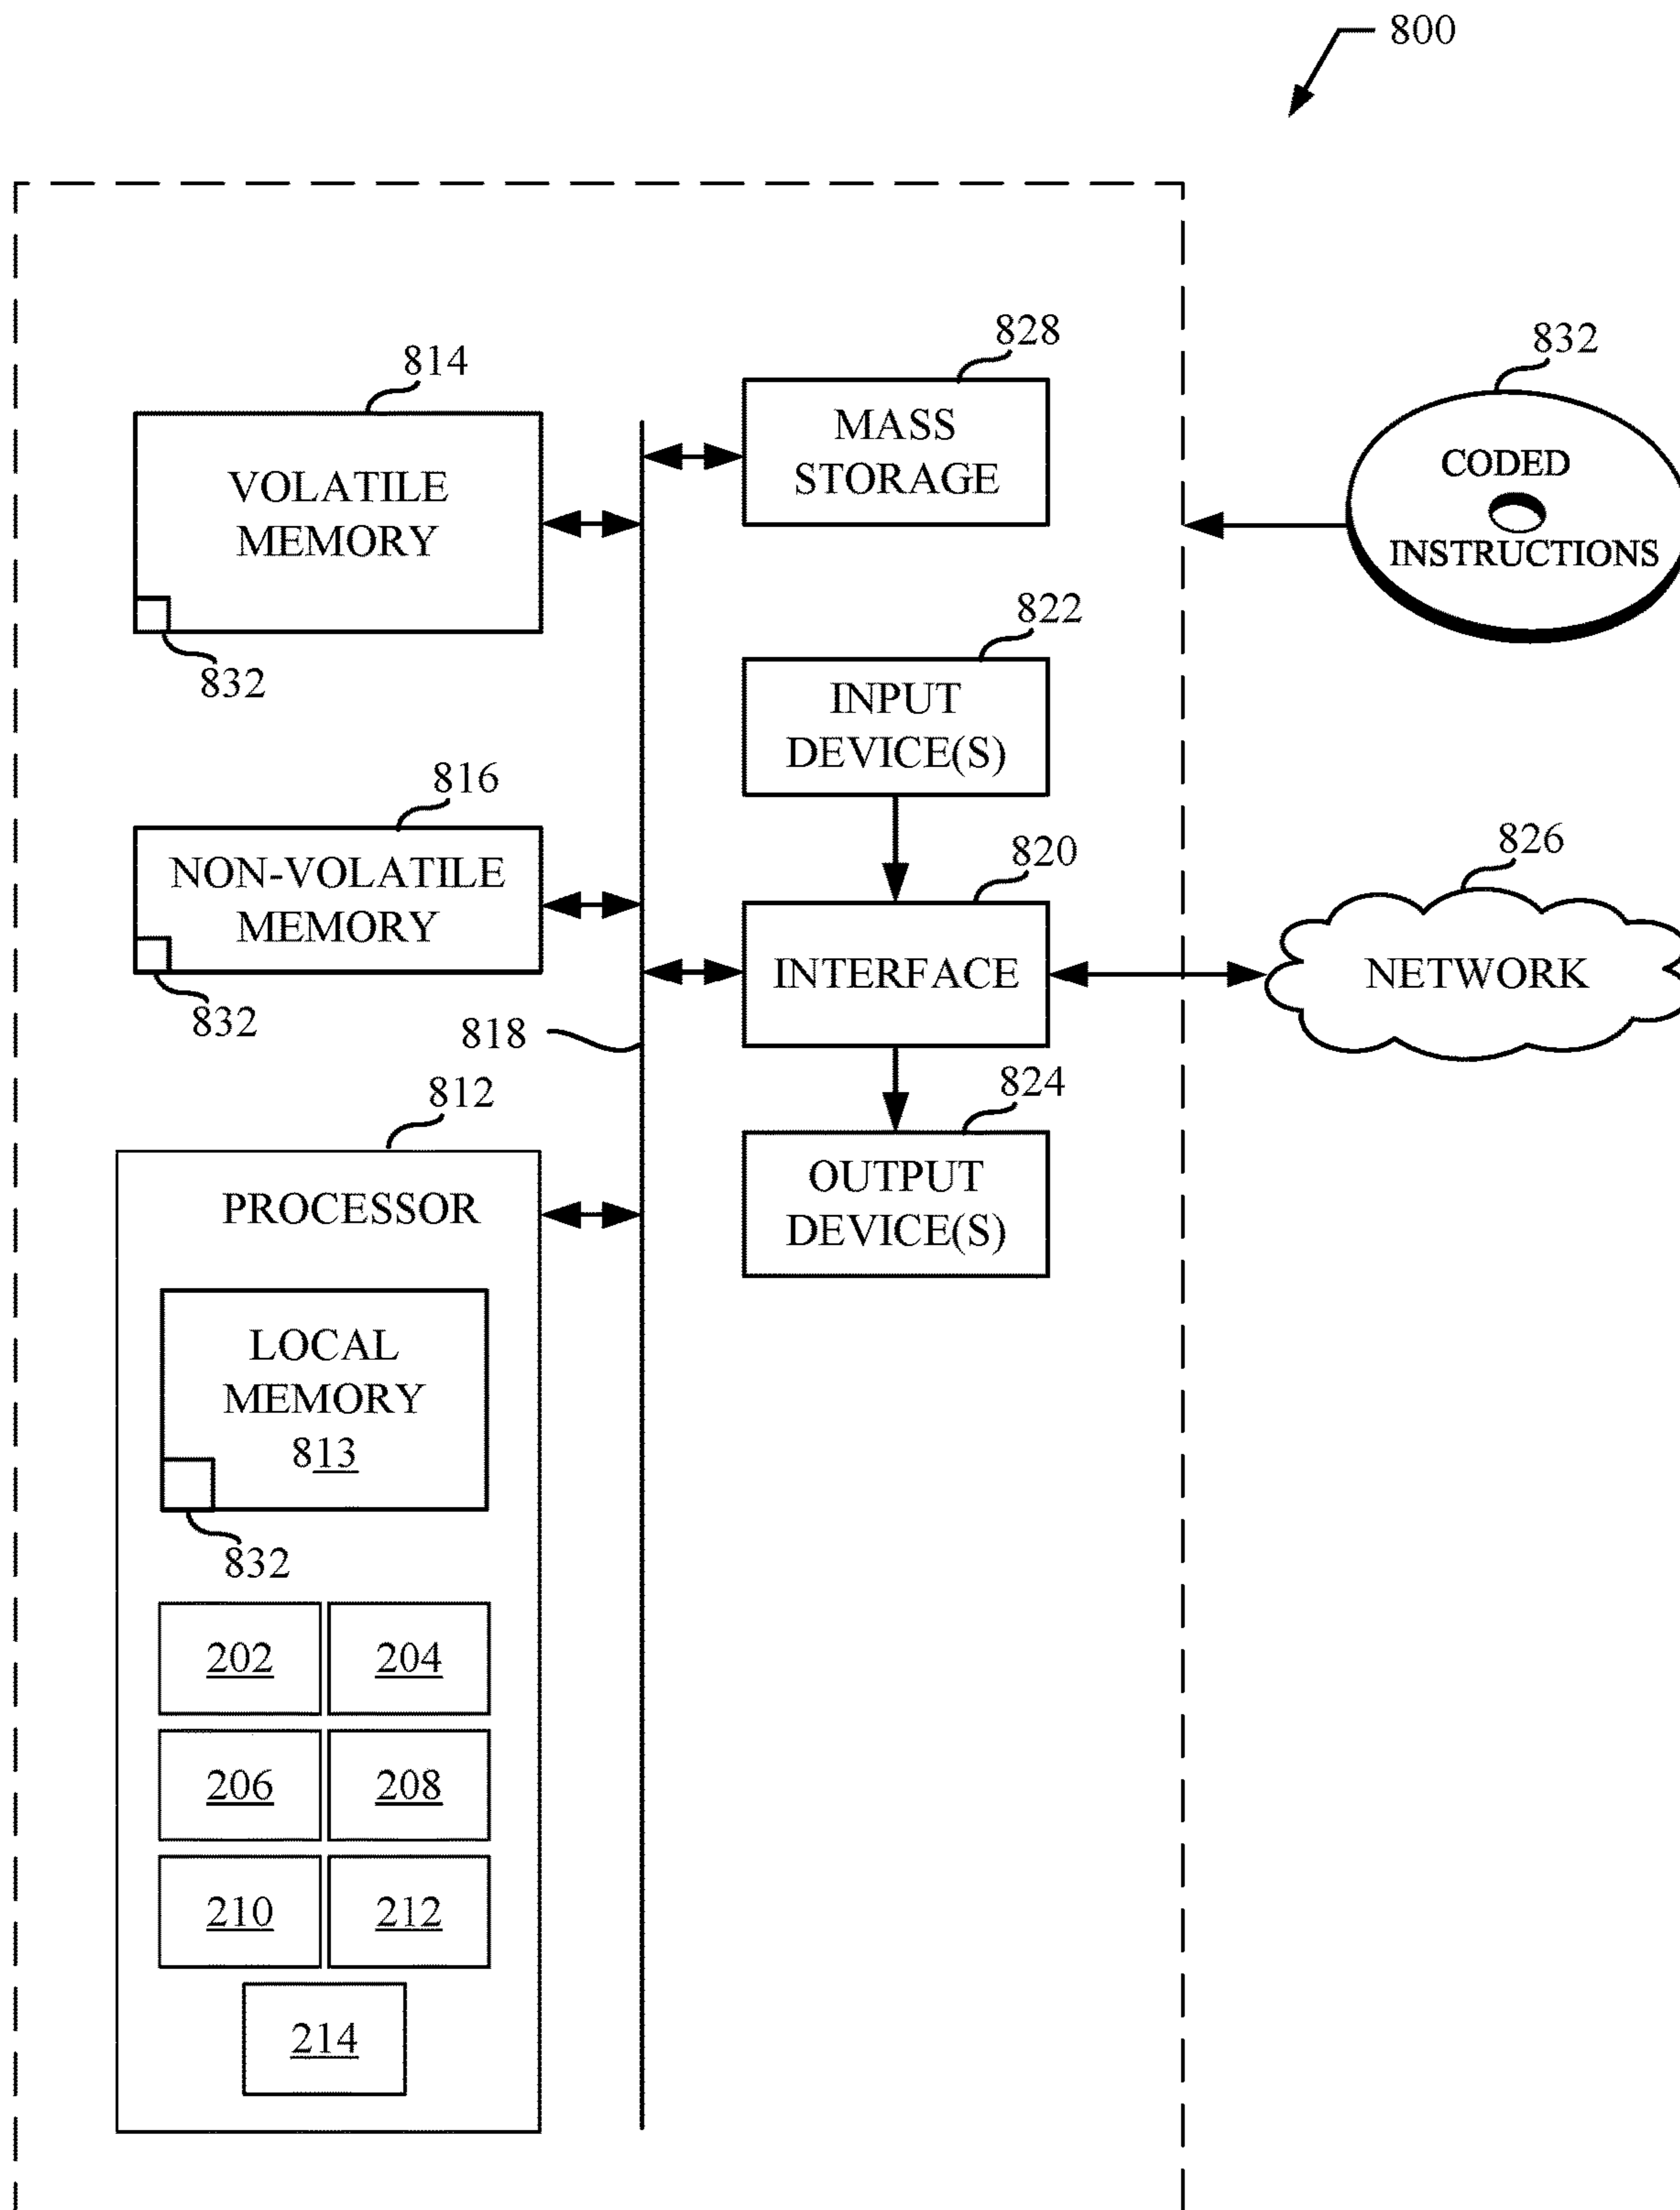 800
814
VOLATILE
MEMORY
832
828
MASS
STORAGE
832
CODED
INSTRUCTIONS
822
INPUT
DEVICE(S)
816
NON-VOLATILE
MEMORY
832
818
820
INTERFACE
826
NETWORK
824
OUTPUT
DEVICE(S)
812
PROCESSOR
LOCAL
MEMORY
813
832
202 204
206 208
210 212
214